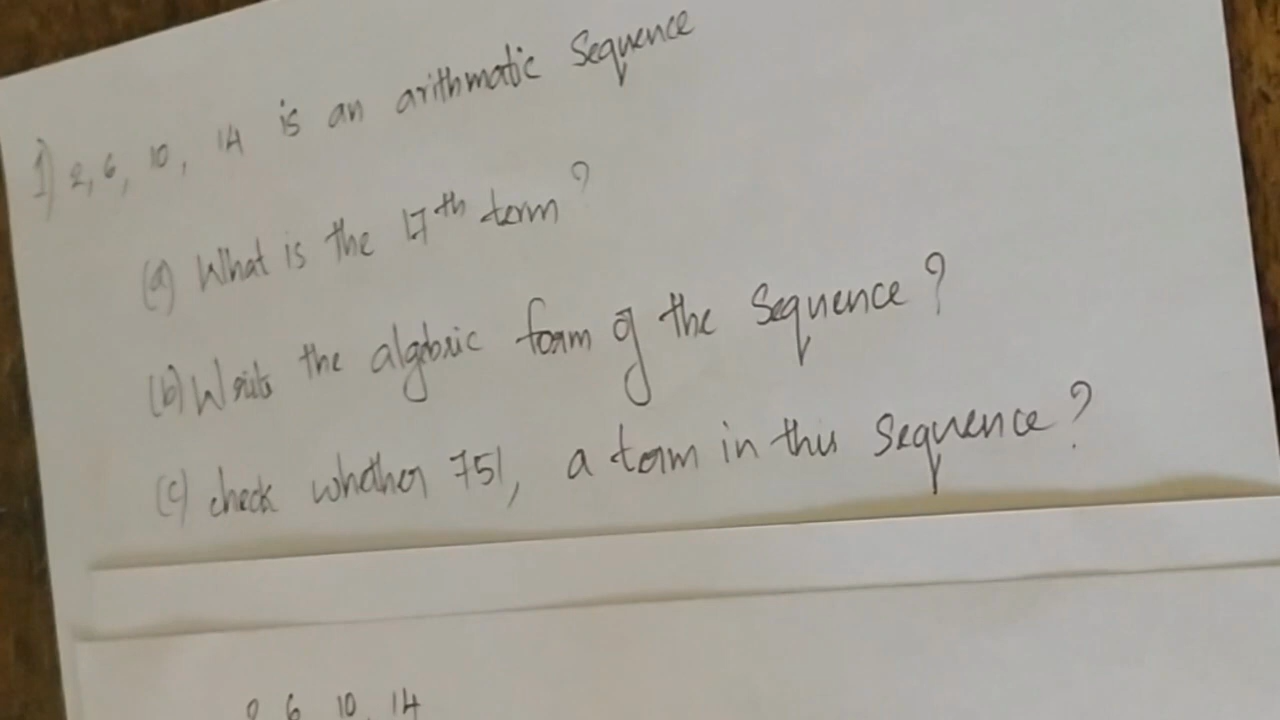 1) 2, 6, 10, 14 is an arithmatic Sequence
(a) What is the 17th term?
(b) Write the algebric form of the Sequence?
(c) check whether 751, a term in this Sequence?
2 6 10 14